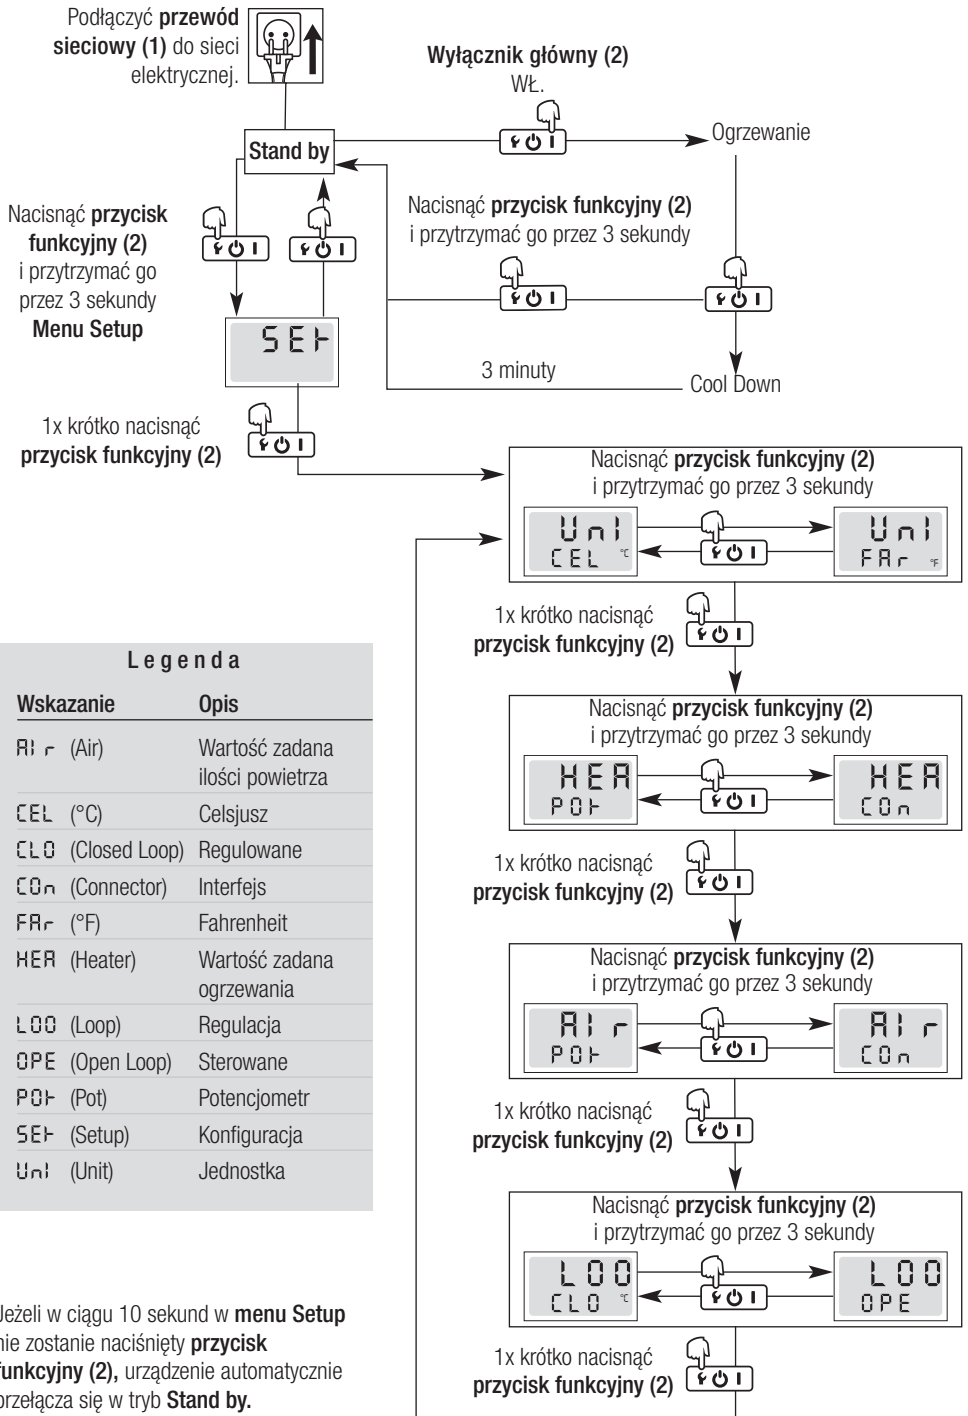 Podłączyć przewód
sieciowy (1) do sieci
elektrycznej.
Wyłącznik główny (2)
WŁ.
Stand by
Ogrzewanie
Nacisnąć przycisk
funkcyjny (2)
i przytrzymać go
przez 3 sekundy
Menu Setup
Nacisnąć przycisk funkcyjny (2)
i przytrzymać go przez 3 sekundy
SEt
3 minuty
Cool Down
1x krótko nacisnąć
przycisk funkcyjny (2)
Nacisnąć przycisk funkcyjny (2)
i przytrzymać go przez 3 sekundy
UnI
CEL °C
UnI
FAr °F
1x krótko nacisnąć
przycisk funkcyjny (2)
Nacisnąć przycisk funkcyjny (2)
i przytrzymać go przez 3 sekundy
HEA
POt
HEA
COn
1x krótko nacisnąć
przycisk funkcyjny (2)
Nacisnąć przycisk funkcyjny (2)
i przytrzymać go przez 3 sekundy
AIr
POt
AIr
COn
1x krótko nacisnąć
przycisk funkcyjny (2)
Nacisnąć przycisk funkcyjny (2)
i przytrzymać go przez 3 sekundy
LOO
CLO °C
LOO
OPE
1x krótko nacisnąć
przycisk funkcyjny (2)
Legenda
Wskazanie Opis
AIr (Air) Wartość zadana
ilości powietrza
CEL (°C) Celsjusz
CLO (Closed Loop) Regulowane
COn (Connector) Interfejs
FAr (°F) Fahrenheit
HEA (Heater) Wartość zadana
ogrzewania
LOO (Loop) Regulacja
OPE (Open Loop) Sterowane
POt (Pot) Potencjometr
SEt (Setup) Konfiguracja
UnI (Unit) Jednostka
Jeżeli w ciągu 10 sekund w menu Setup
nie zostanie naciśnięty przycisk
funkcyjny (2), urządzenie automatycznie
przełącza się w tryb Stand by.